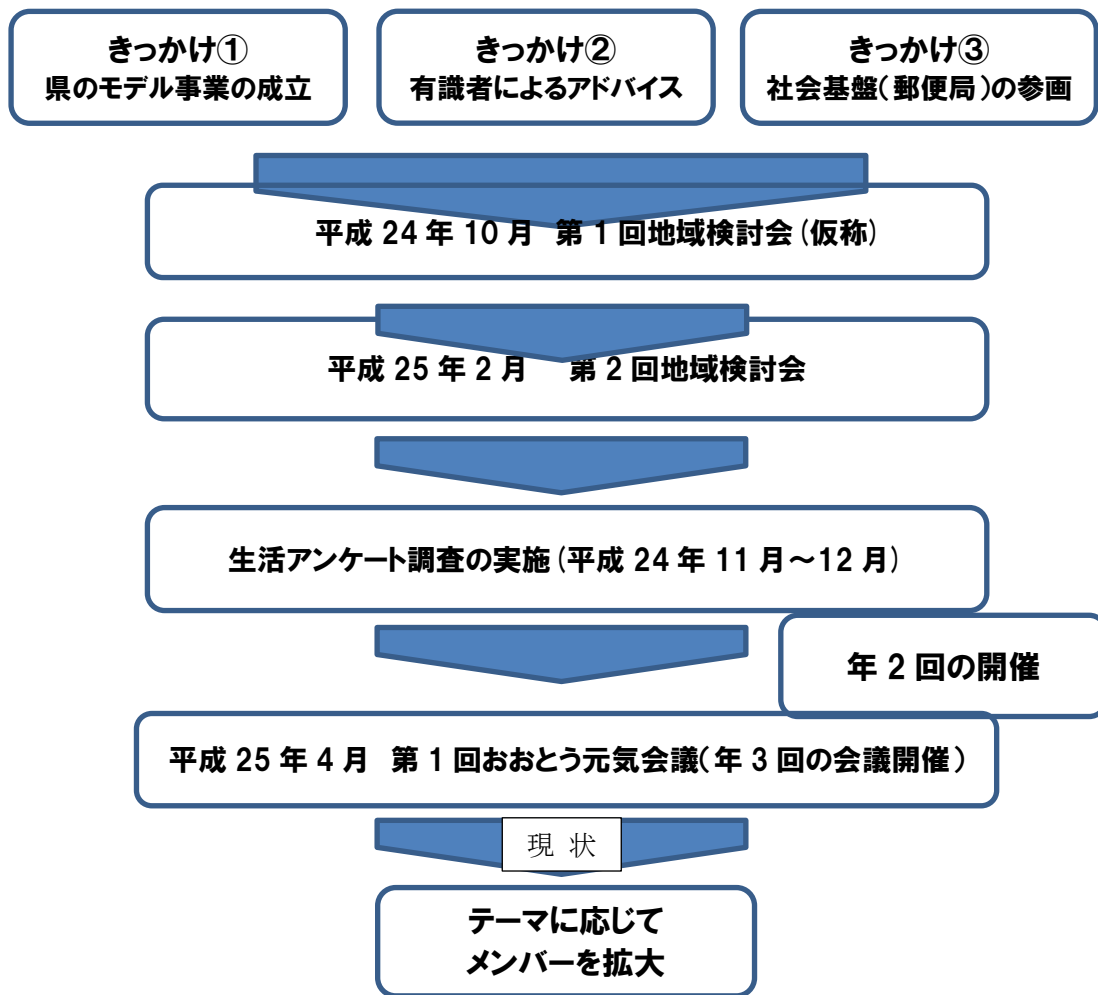 きっかけ①
県のモデル事業の成立
きっかけ②
有識者によるアドバイス
きっかけ③
社会基盤（郵便局）の参画
平成 24 年 10 月　第 1 回地域検討会（仮称）
平成 25 年 2 月　第 2 回地域検討会
生活アンケート調査の実施（平成 24 年 11 月～12 月）
年 2 回の開催
平成 25 年 4 月　第 1 回おおとう元気会議（年 3 回の会議開催）
現 状
テーマに応じて
メンバーを拡大